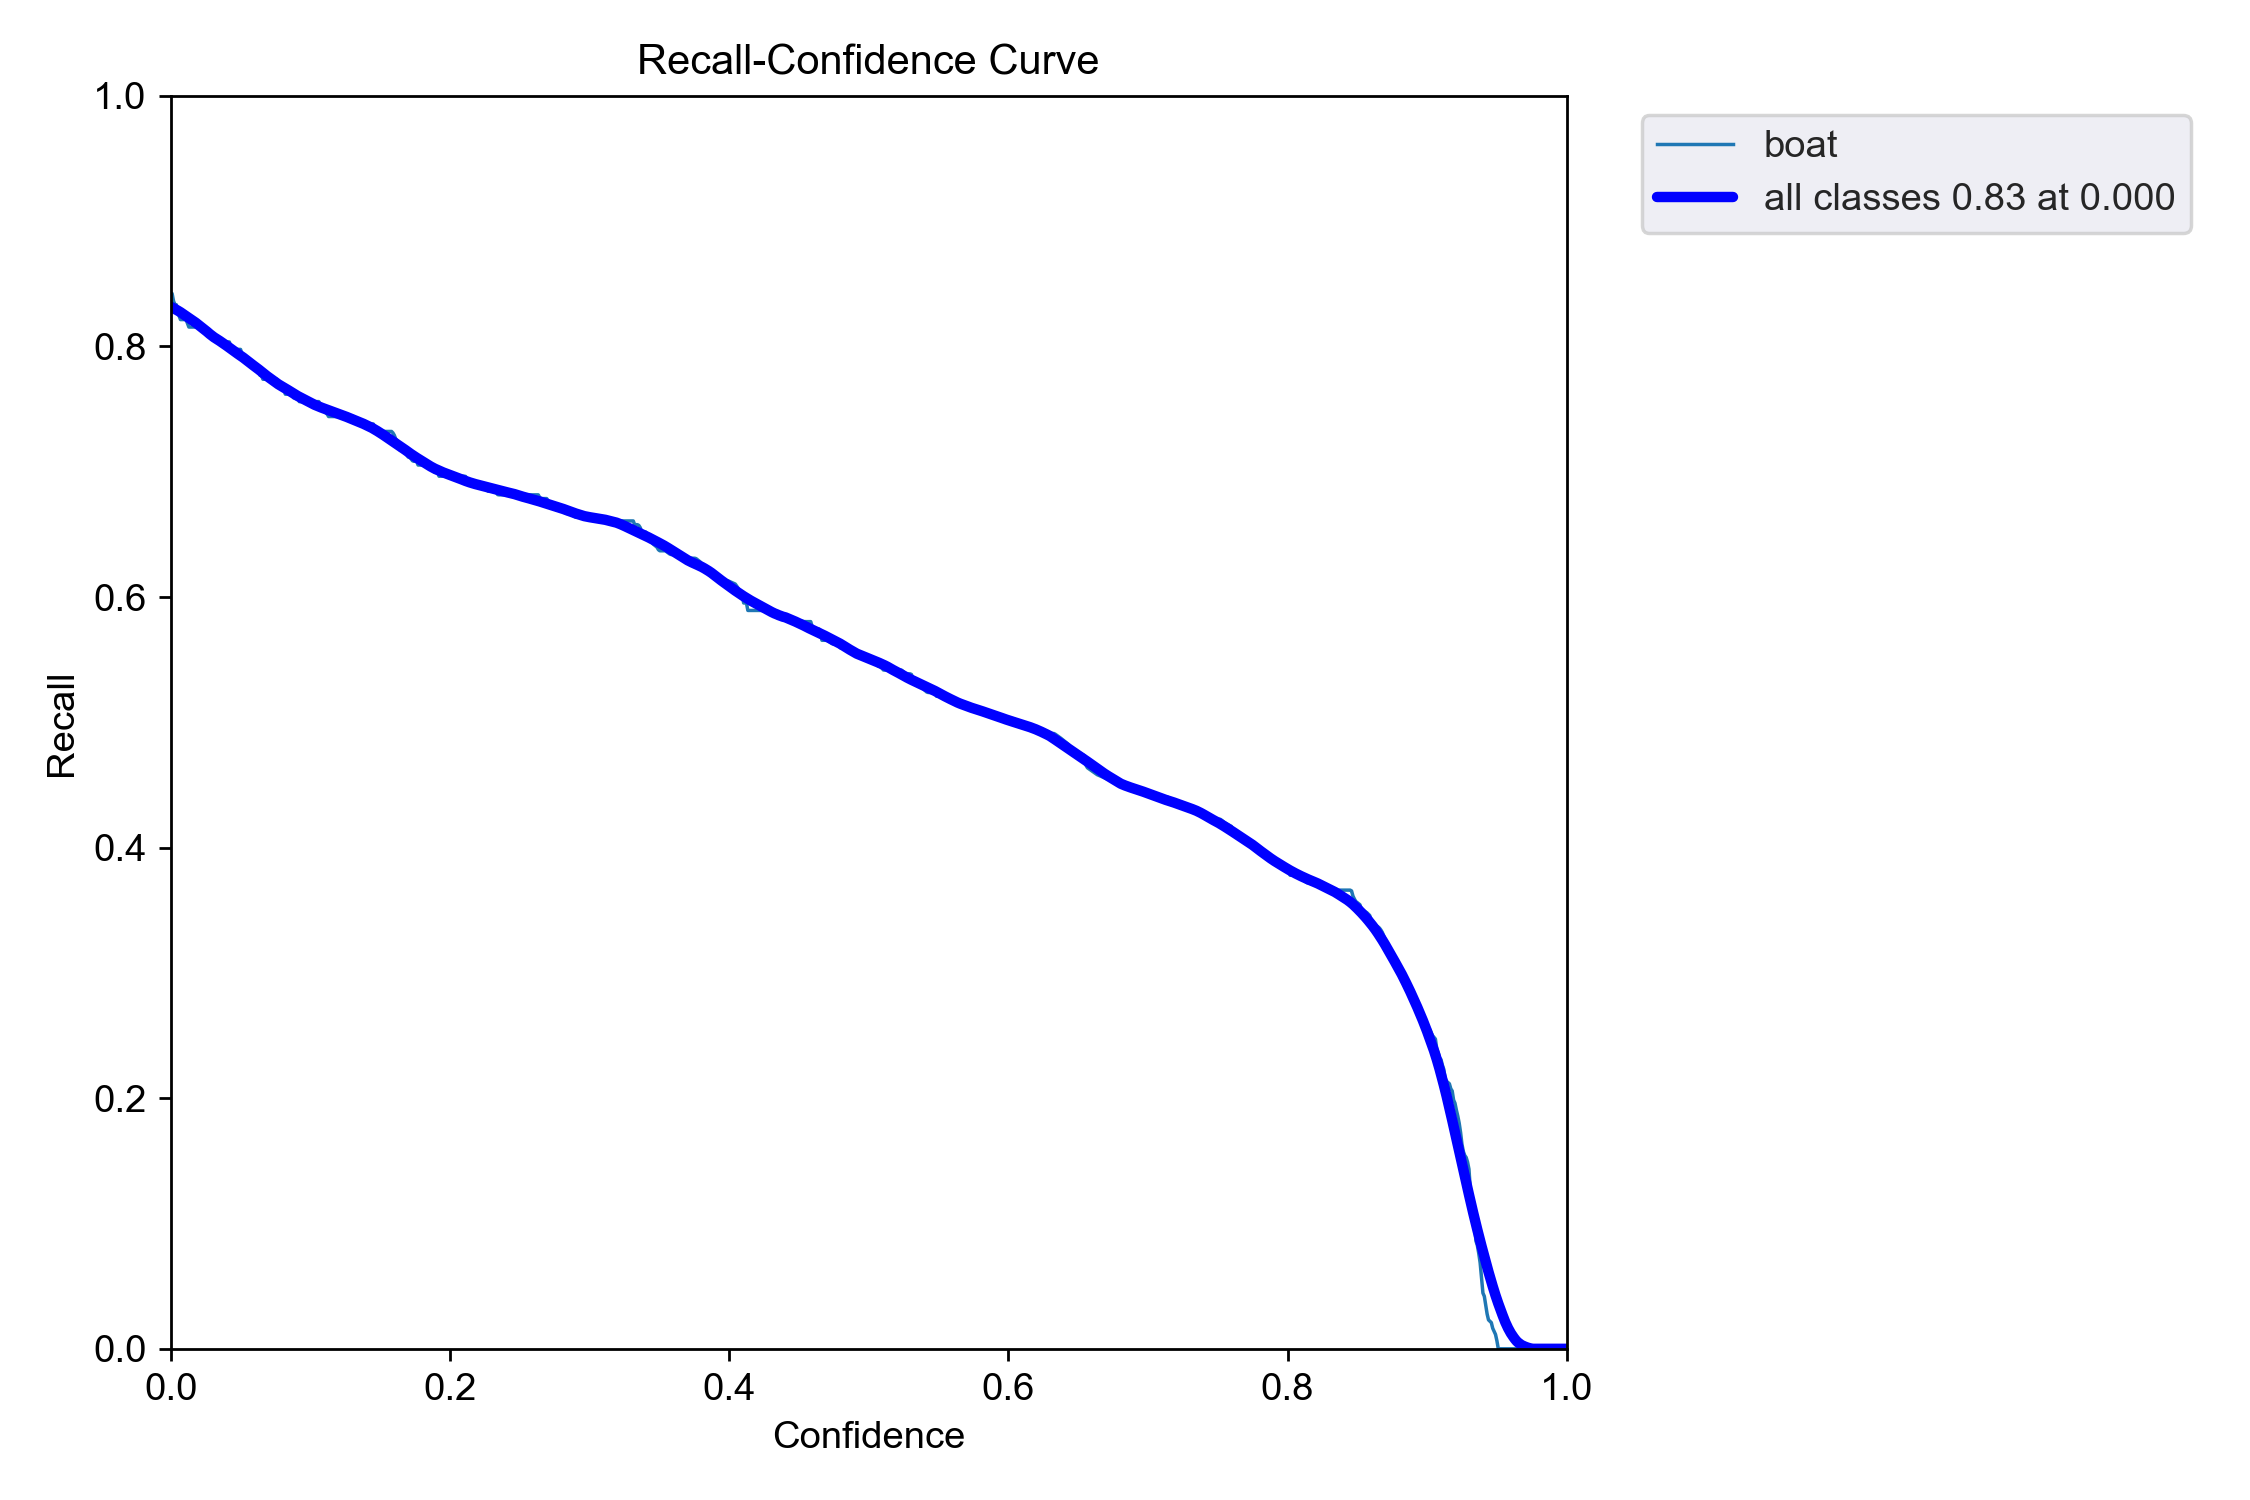 Recall-Confidence Curve
boat
all classes 0.83 at 0.000
1.0
0.8
0.6
0.4
0.2
0.0
Recall
0.0 0.2 0.4 0.6 0.8 1.0
Confidence